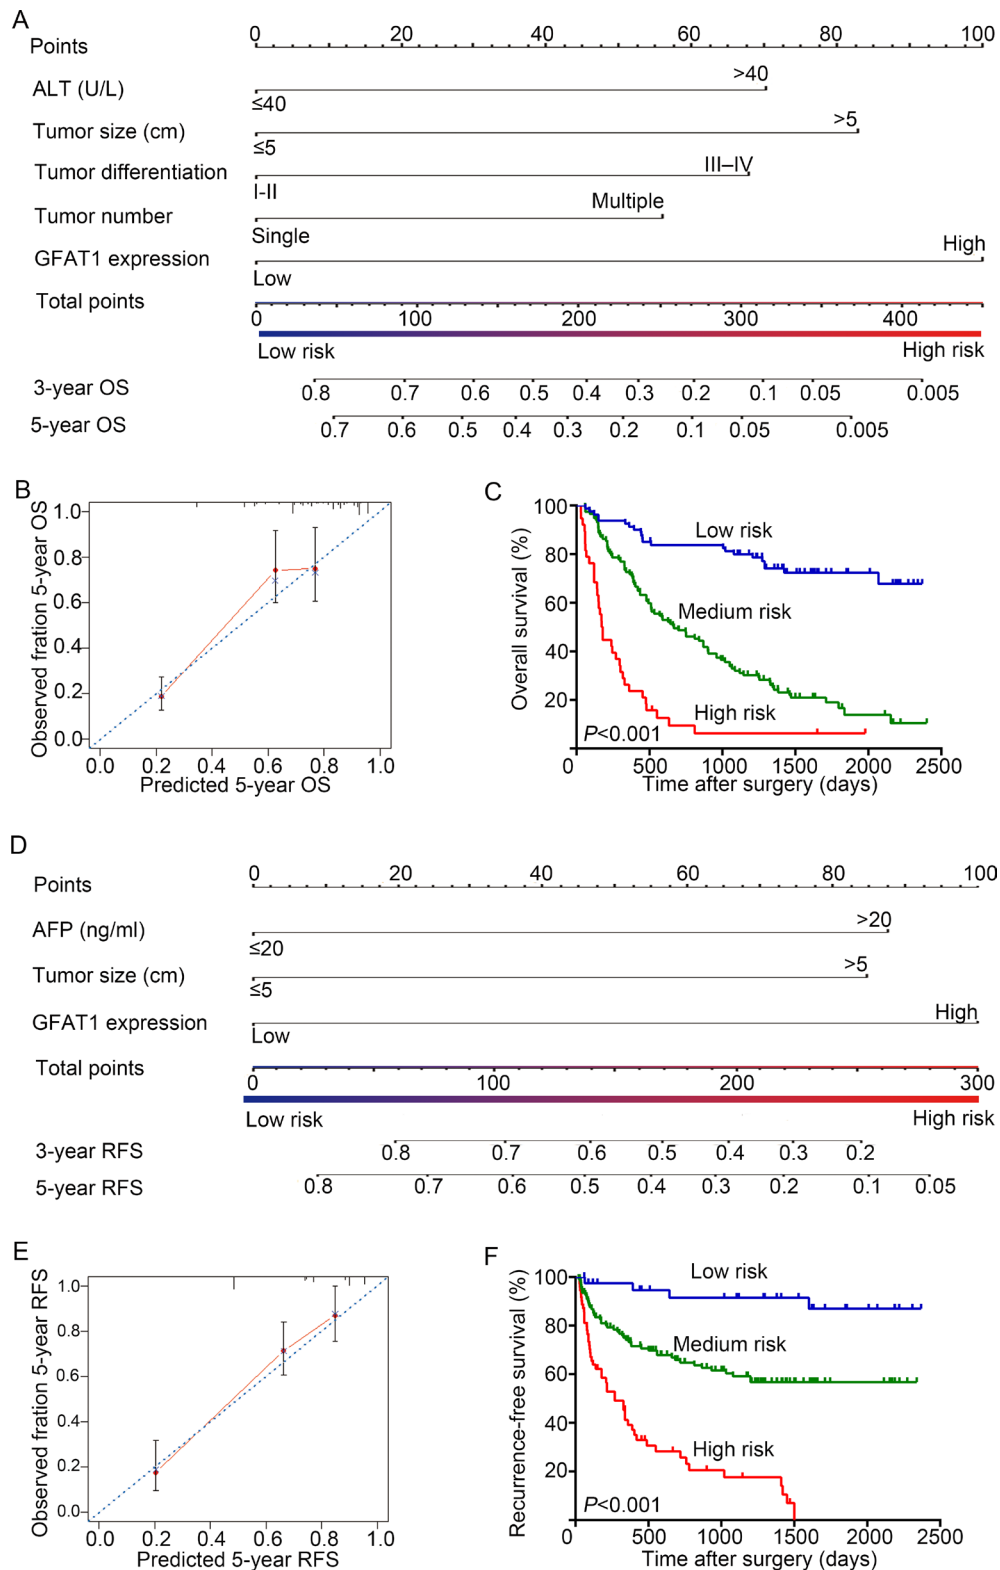 A
Points 0 20 40 60 80 100
ALT (U/L) ≤40 >40
Tumor size (cm) ≤5 >5
Tumor differentiation I-II III–IV
Tumor number Single Multiple
GFAT1 expression Low High
Total points 0 100 200 300 400
Low risk High risk
3-year OS 0.8 0.7 0.6 0.5 0.4 0.3 0.2 0.1 0.05 0.005
5-year OS 0.7 0.6 0.5 0.4 0.3 0.2 0.1 0.05 0.005
B
Observed fration 5-year OS
1.0
0.8
0.6
0.4
0.2
0.0
0.0 0.2 0.4 0.6 0.8 1.0
Predicted 5-year OS
C
Overall survival (%)
100
80
60
40
20
Low risk
Medium risk
High risk
P<0.001
0 500 1000 1500 2000 2500
Time after surgery (days)
D
Points 0 20 40 60 80 100
AFP (ng/ml) ≤20 >20
Tumor size (cm) ≤5 >5
GFAT1 expression Low High
Total points 0 100 200 300
Low risk High risk
3-year RFS 0.8 0.7 0.6 0.5 0.4 0.3 0.2
5-year RFS 0.8 0.7 0.6 0.5 0.4 0.3 0.2 0.1 0.05
E
Observed fration 5-year RFS
1.0
0.8
0.6
0.4
0.2
0.0
0.0 0.2 0.4 0.6 0.8 1.0
Predicted 5-year RFS
F
Recurrence-free survival (%)
100
80
60
40
20
Low risk
Medium risk
High risk
P<0.001
0 500 1000 1500 2000 2500
Time after surgery (days)